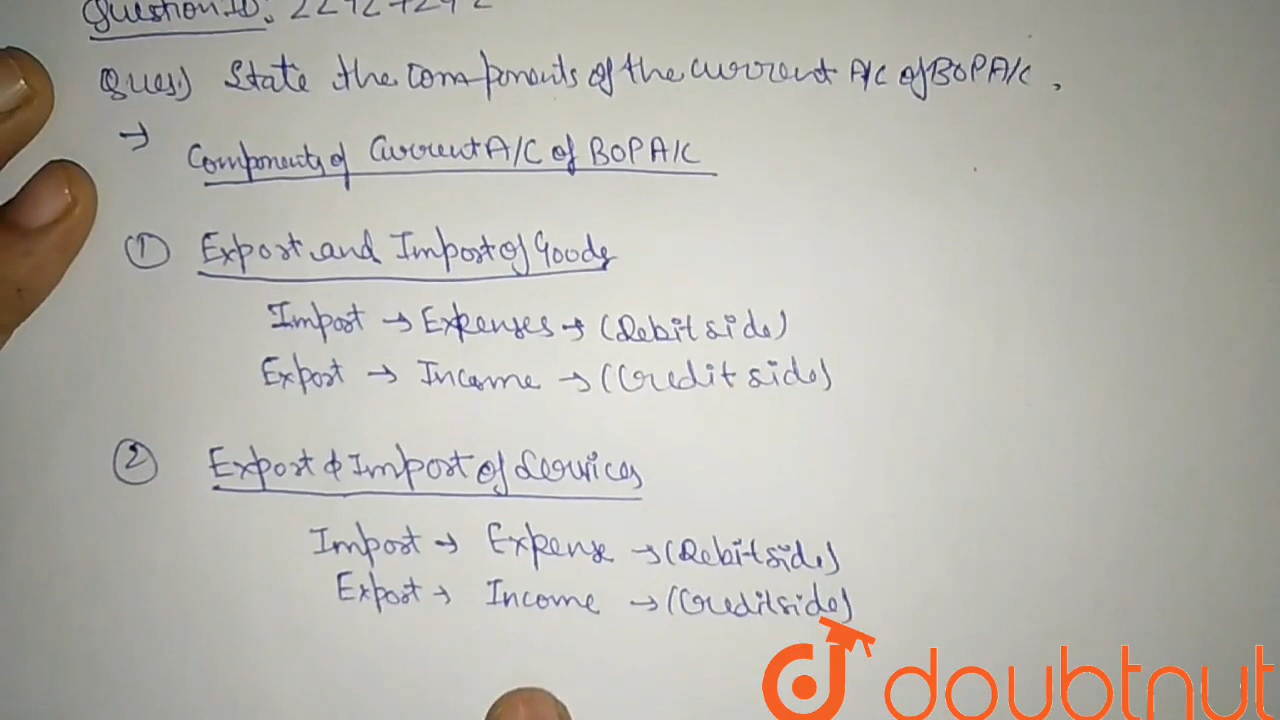 Question ID:
Ques) State the components of the current A/C of BOP A/C.
→ Components of Current A/C of BOP A/C
① Export and Import of Goods
Import → Expenses → (Debit side)
Export → Income → (Credit side)
② Export & Import of Services
Import → Expense → (Debit side)
Export → Income → (Credit side)
doubtnut